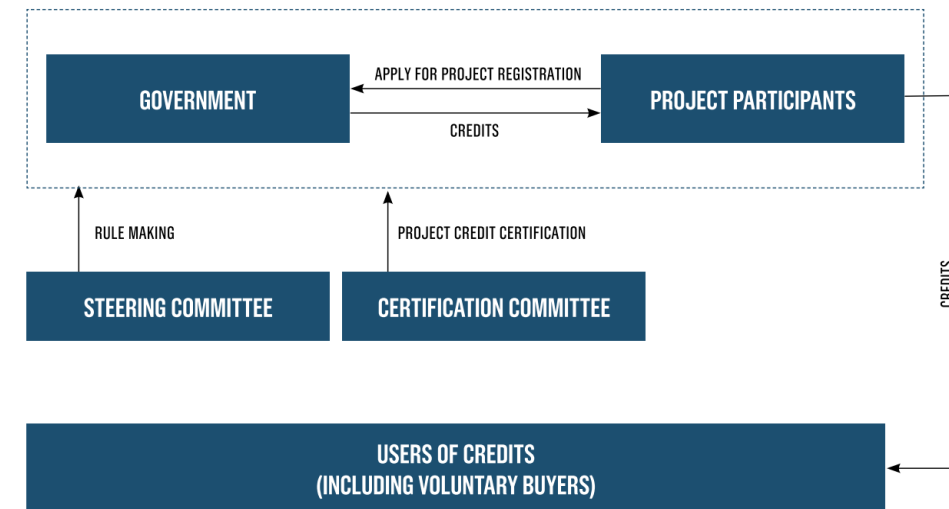 APPLY FOR PROJECT REGISTRATION
GOVERNMENT
PROJECT PARTICIPANTS
CREDITS
RULE MAKING
PROJECT CREDIT CERTIFICATION
CREDITS
STEERING COMMITTEE
CERTIFICATION COMMITTEE
USERS OF CREDITS
(INCLUDING VOLUNTARY BUYERS)